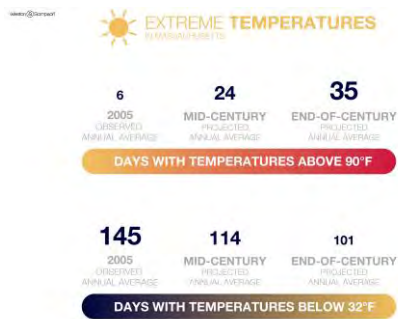 Weston & Sampson
EXTREME TEMPERATURES
IN MASSACHUSETTS
6
24
35
2005
MID-CENTURY
END-OF-CENTURY
OBSERVED
PROJECTED
PROJECTED
ANNUAL AVERAGE
ANNUAL AVERAGE
ANNUAL AVERAGE
DAYS WITH TEMPERATURES ABOVE 90°F
145
114
101
2005
MID-CENTURY
END-OF-CENTURY
OBSERVED
PROJECTED
PROJECTED
ANNUAL AVERAGE
ANNUAL AVERAGE
ANNUAL AVERAGE
DAYS WITH TEMPERATURES BELOW 32°F